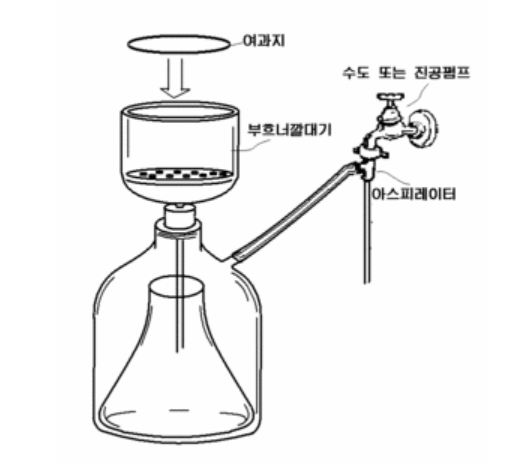 여과지
수도 또는 진공펌프
부흐너깔대기
아스피레이터